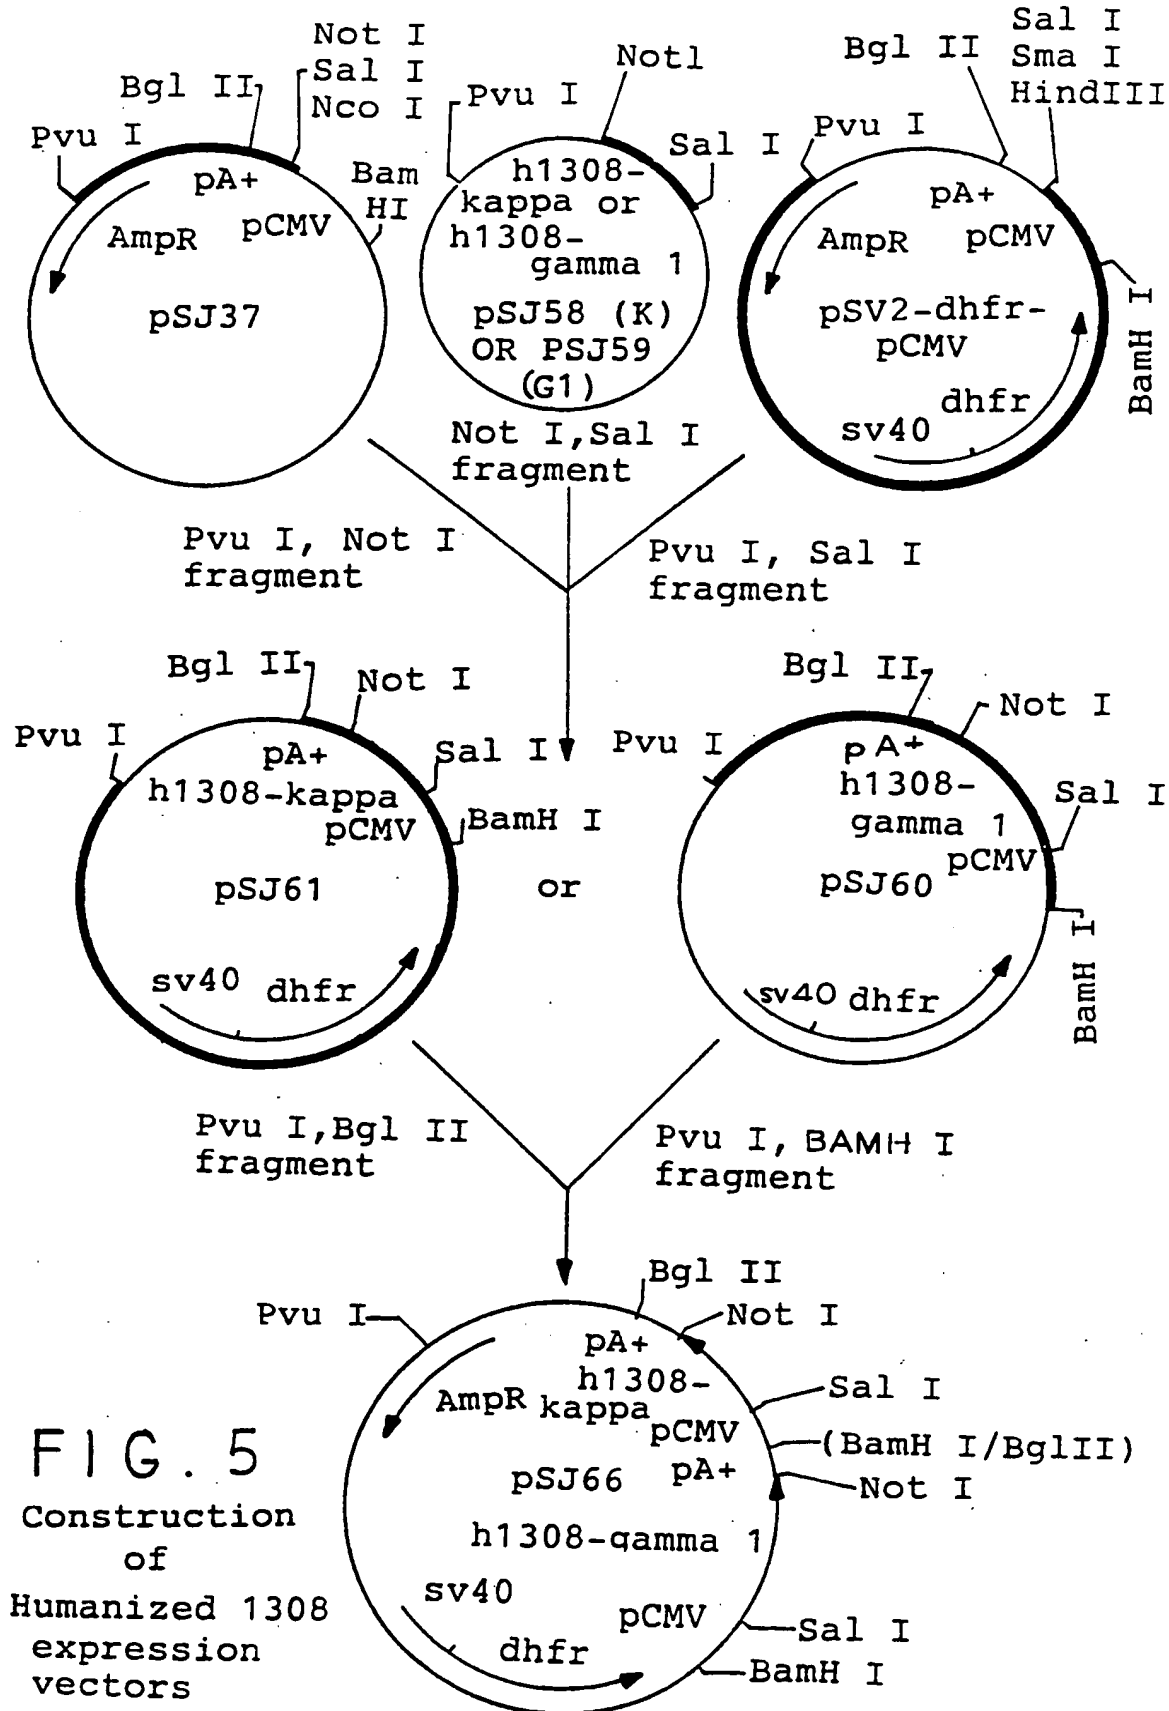 Pvu I
Bgl II
Not I
Sal I
Nco I
Bam
HI
pA+
AmpR
pCMV
pSJ37
Pvu I
Notl
Sal I
h1308-
kappa or
h1308-
gamma 1
pSJ58 (K)
OR PSJ59
(G1)
Bgl II
Sal I
Sma I
HindIII
Pvu I
pA+
AmpR
pCMV
pSV2-dhfr-
pCMV
dhfr
sv40
BamH I
Not I,Sal I
fragment
Pvu I, Not I
fragment
Pvu I, Sal I
fragment
Bgl II
Not I
Pvu I
pA+
Sal I
h1308-kappa
pCMV
BamH I
pSJ61
sv40
dhfr
or
Bgl II
Not I
Pvu I
pA+
h1308-
gamma 1
Sal I
pCMV
pSJ60
BamH I
sv40
dhfr
Pvu I,Bgl II
fragment
Pvu I, BAMH I
fragment
Bgl II
Pvu I
Not I
pA+
h1308-
AmpR
kappa
Sal I
pCMV
(BamH I/BglII)
pSJ66
pA+
Not I
h1308-gamma 1
sv40
pCMV
dhfr
Sal I
BamH I
FIG. 5
Construction
of
Humanized 1308
expression
vectors